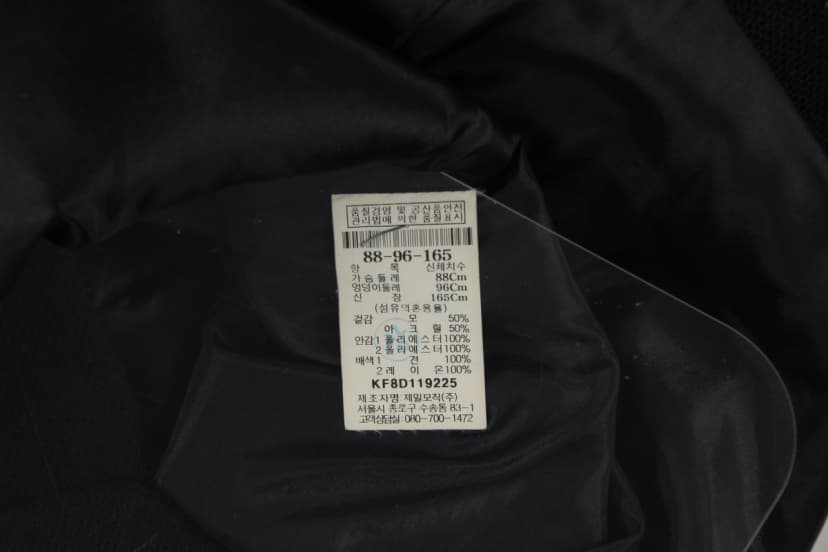 품질경영 및 공산품안전
관리법에 의한 품질표시
88-96-165
항 목 신체치수
가슴둘레 88Cm
엉덩이둘레 96Cm
신 장 165Cm
(섬유의혼용율)
겉감 모 50%
아 크 릴 50%
안감1 폴리에스터100%
2 폴리에스터100%
배색1 견 100%
2 레 이 온100%
KF8D119225
제조자명:제일모직(주)
서울시 종로구 수송동 83-1
고객상담실: 080-700-1472